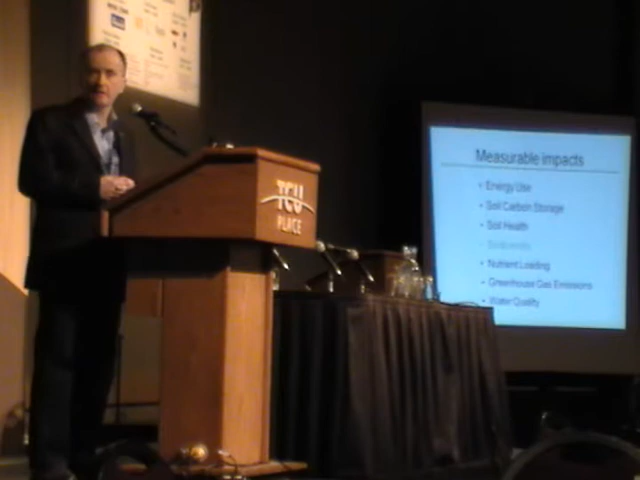 Measurable impacts
• Energy Use
• Soil Carbon Storage
• Soil Health
• Nutrient Loading
• Greenhouse Gas Emissions
• Water Quality
TCU
PLACE